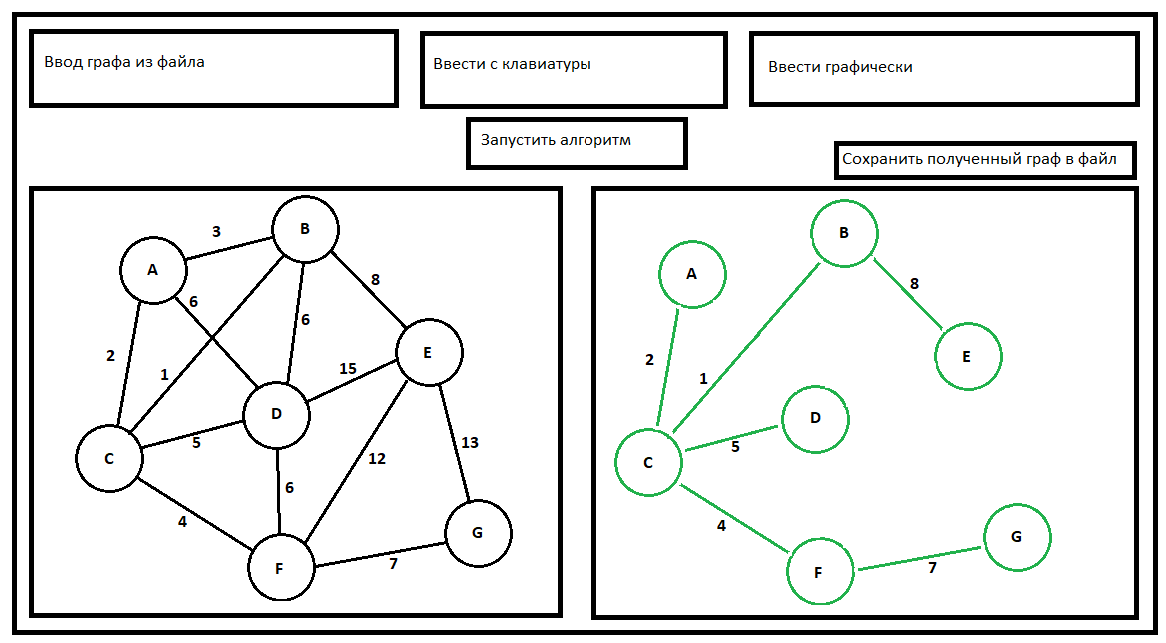 Ввод графа из файла
Ввести с клавиатуры
Ввести графически
Запустить алгоритм
Сохранить полученный граф в файл
B
3
A
8
6
6
2
1
15
E
D
5
13
C
12
6
4
G
F
7
B
A
8
2
1
E
D
5
C
4
G
F
7